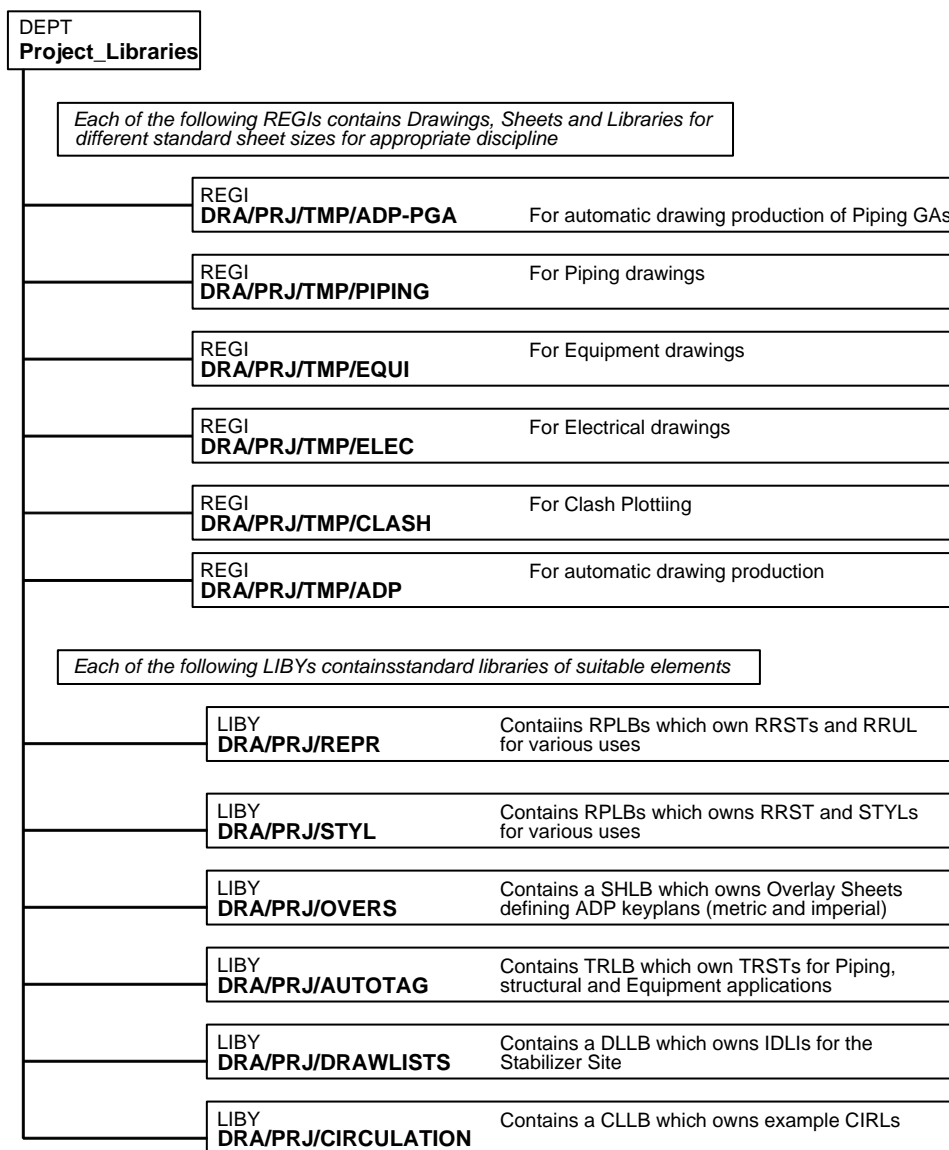 DEPT
Project_Libraries
Each of the following REGIs contains Drawings, Sheets and Libraries for
different standard sheet sizes for appropriate discipline
REGI
DRA/PRJ/TMP/ADP-PGA
For automatic drawing production of Piping GAs
REGI
DRA/PRJ/TMP/PIPING
For Piping drawings
REGI
DRA/PRJ/TMP/EQUI
For Equipment drawings
REGI
DRA/PRJ/TMP/ELEC
For Electrical drawings
REGI
DRA/PRJ/TMP/CLASH
For Clash Plottiing
REGI
DRA/PRJ/TMP/ADP
For automatic drawing production
Each of the following LIBYs containsstandard libraries of suitable elements
LIBY
DRA/PRJ/REPR
Contaiins RPLBs which own RRSTs and RRUL
for various uses
LIBY
DRA/PRJ/STYL
Contains RPLBs which owns RRST and STYLs
for various uses
LIBY
DRA/PRJ/OVERS
Contains a SHLB which owns Overlay Sheets
defining ADP keyplans (metric and imperial)
LIBY
DRA/PRJ/AUTOTAG
Contains TRLB which own TRSTs for Piping,
structural and Equipment applications
LIBY
DRA/PRJ/DRAWLISTS
Contains a DLLB which owns IDLIs for the
Stabilizer Site
LIBY
DRA/PRJ/CIRCULATION
Contains a CLLB which owns example CIRLs